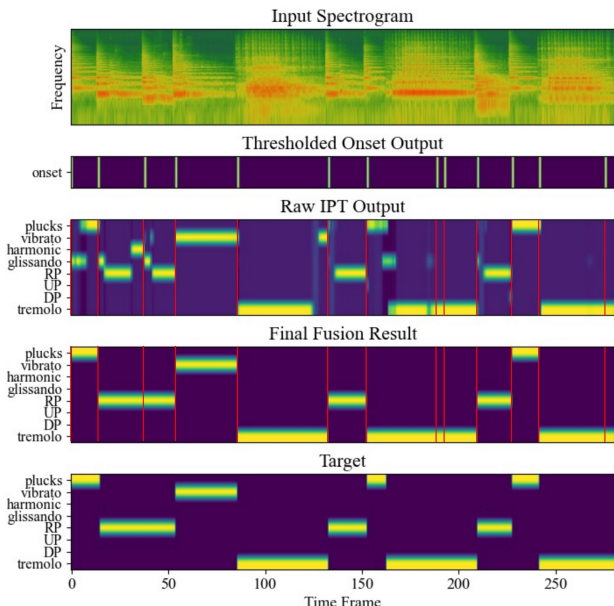 Input Spectrogram
Frequency
Thresholded Onset Output
onset
Raw IPT Output
plucks
vibrato
harmonic
glissando
RP
UP
DP
tremolo
Final Fusion Result
plucks
vibrato
harmonic
glissando
RP
UP
DP
tremolo
Target
plucks
vibrato
harmonic
glissando
RP
UP
DP
tremolo
0 50 100 150 200 250
Time Frame